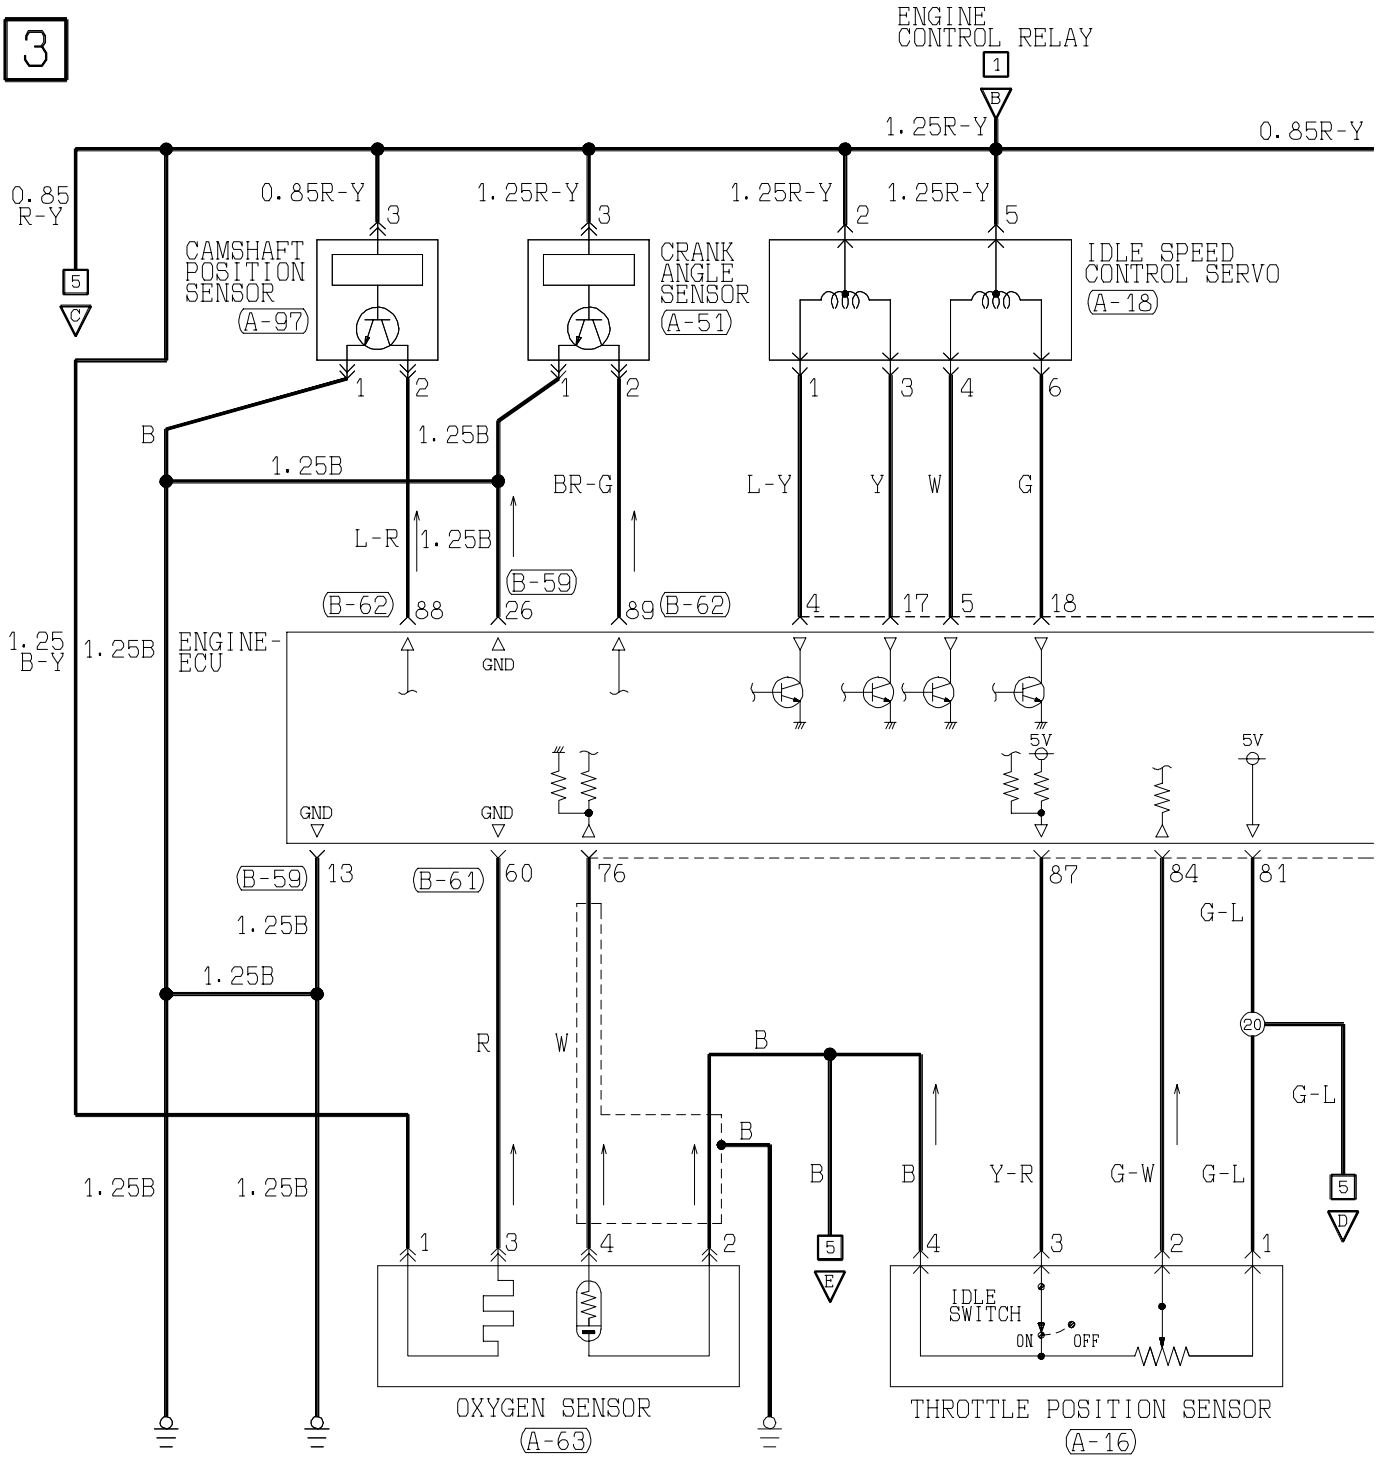 3
ENGINE
CONTROL RELAY
1
B
1.25R-Y
0.85R-Y
0.85
R-Y
0.85R-Y
1.25R-Y
1.25R-Y
1.25R-Y
3
3
2
5
CAMSHAFT
POSITION
SENSOR
(A-97)
CRANK
ANGLE
SENSOR
(A-51)
IDLE SPEED
CONTROL SERVO
(A-18)
5
C
1
2
1
2
1
3
4
6
B
1.25B
1.25B
BR-G
L-Y
Y
W
G
L-R
1.25B
(B-59)
(B-62)
88
26
89
(B-62)
4
17
5
18
1.25
B-Y
1.25B
ENGINE-
ECU
GND
5V
5V
GND
GND
(B-59)
13
(B-61)
60
76
87
84
81
1.25B
G-L
1.25B
20
R
W
B
G-L
B
1.25B
1.25B
B
B
Y-R
G-W
G-L
5
D
1
3
4
2
5
E
4
3
2
1
IDLE
SWITCH
ON
OFF
OXYGEN SENSOR
(A-63)
THROTTLE POSITION SENSOR
(A-16)